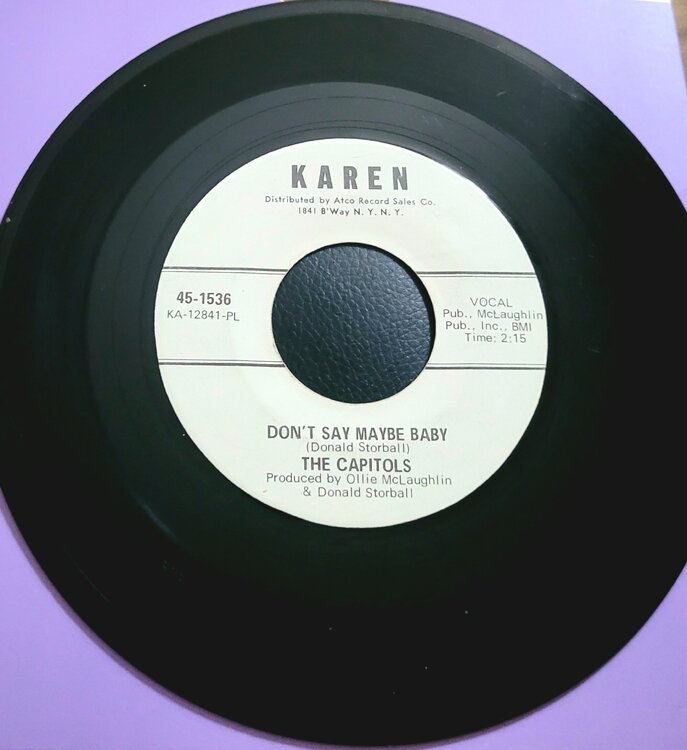 KAREN
Distributed by Atco Record Sales Co.
1841 B'Way N. Y. N. Y.
45-1536
KA-12841-PL
VOCAL
Pub., McLaughlin
Pub., Inc., BMI
Time: 2:15
DON'T SAY MAYBE BABY
(Donald Storball)
THE CAPITOLS
Produced by Ollie McLaughlin
& Donald Storball